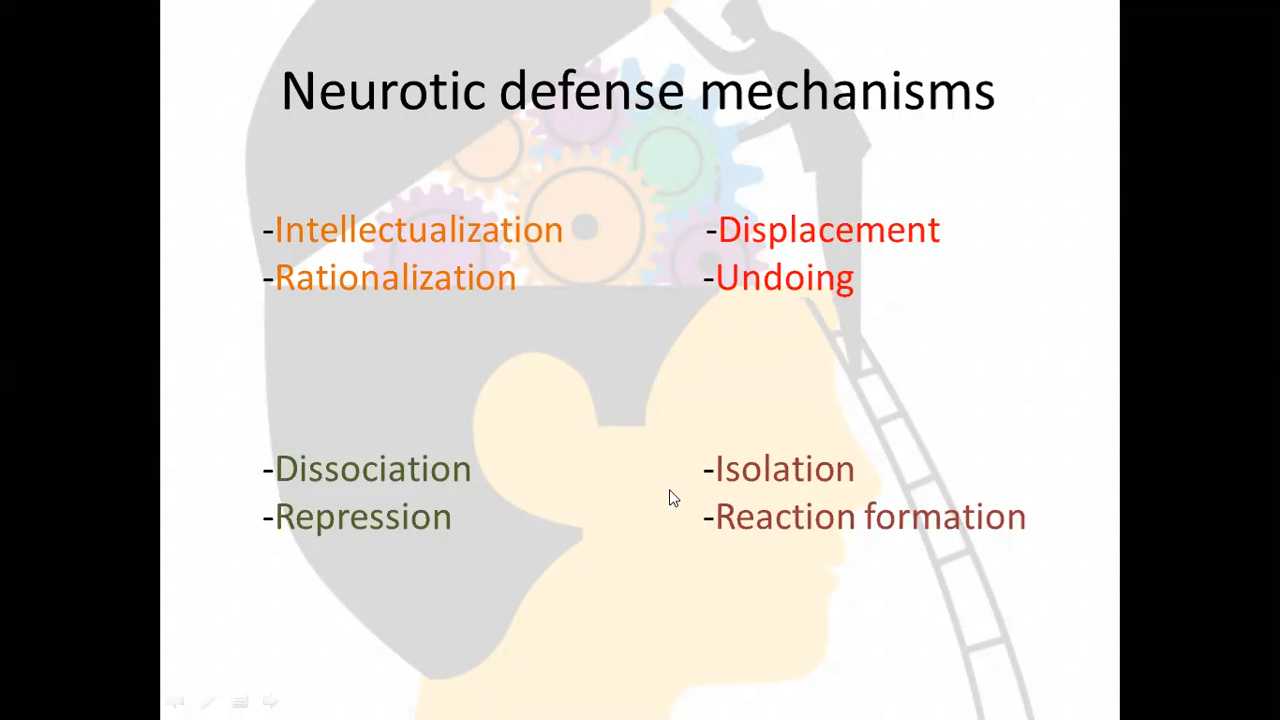 Neurotic defense mechanisms
-Intellectualization
-Rationalization
-Displacement
-Undoing
-Dissociation
-Repression
-Isolation
-Reaction formation